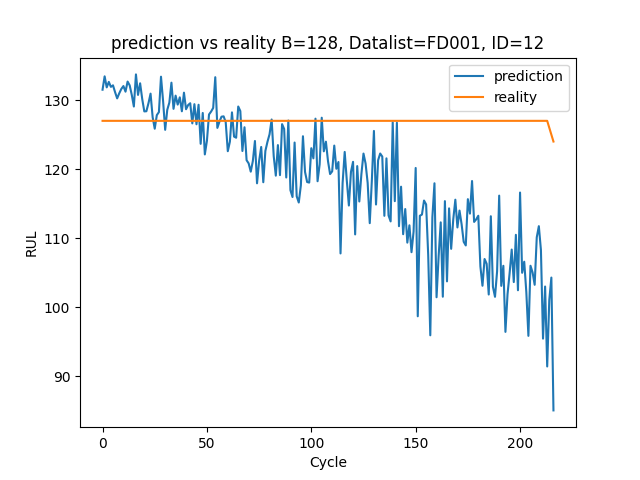 prediction vs reality B=128, Datalist=FD001, ID=12
prediction
reality
RUL
130
120
110
100
90
0
50
100
150
200
Cycle